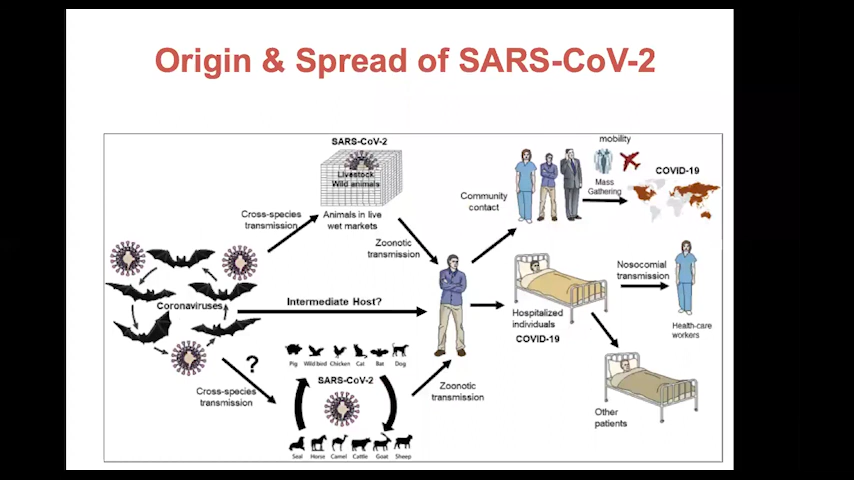 Origin & Spread of SARS-CoV-2
SARS-CoV-2
Livestock
Wild animals
Animals in live
wet markets
Cross-species
transmission
Zoonotic
transmission
Coronaviruses
Intermediate Host?
?
Cross-species
transmission
Pig Wild bird Chicken Cat Bat Dog
SARS-CoV-2
Seal Horse Camel Cattle Goat Sheep
Zoonotic
transmission
Community
contact
mobility
Mass
Gathering
COVID-19
Hospitalized
individuals
COVID-19
Nosocomial
transmission
Health-care
workers
Other
patients